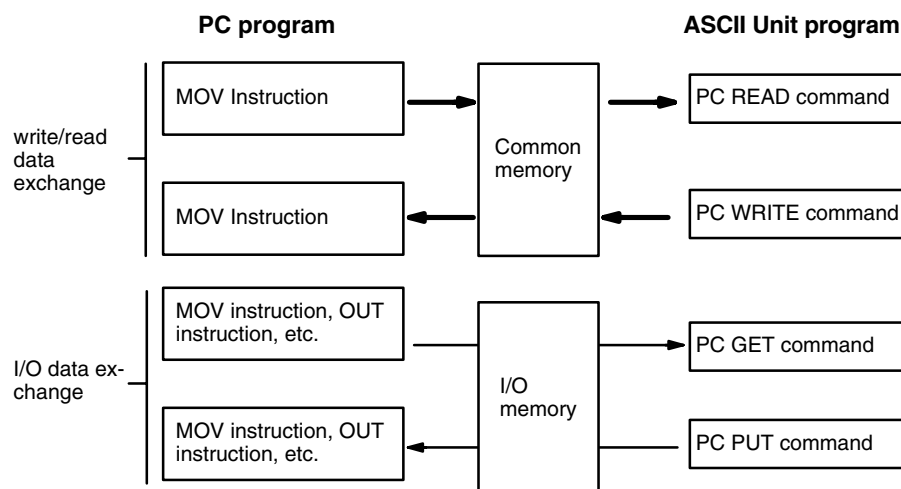 PC program
ASCII Unit program
write/read
data
exchange
MOV Instruction
Common
memory
PC READ command
MOV Instruction
PC WRITE command
I/O data ex-
change
MOV instruction, OUT
instruction, etc.
I/O
memory
PC GET command
MOV instruction, OUT
instruction, etc.
PC PUT command